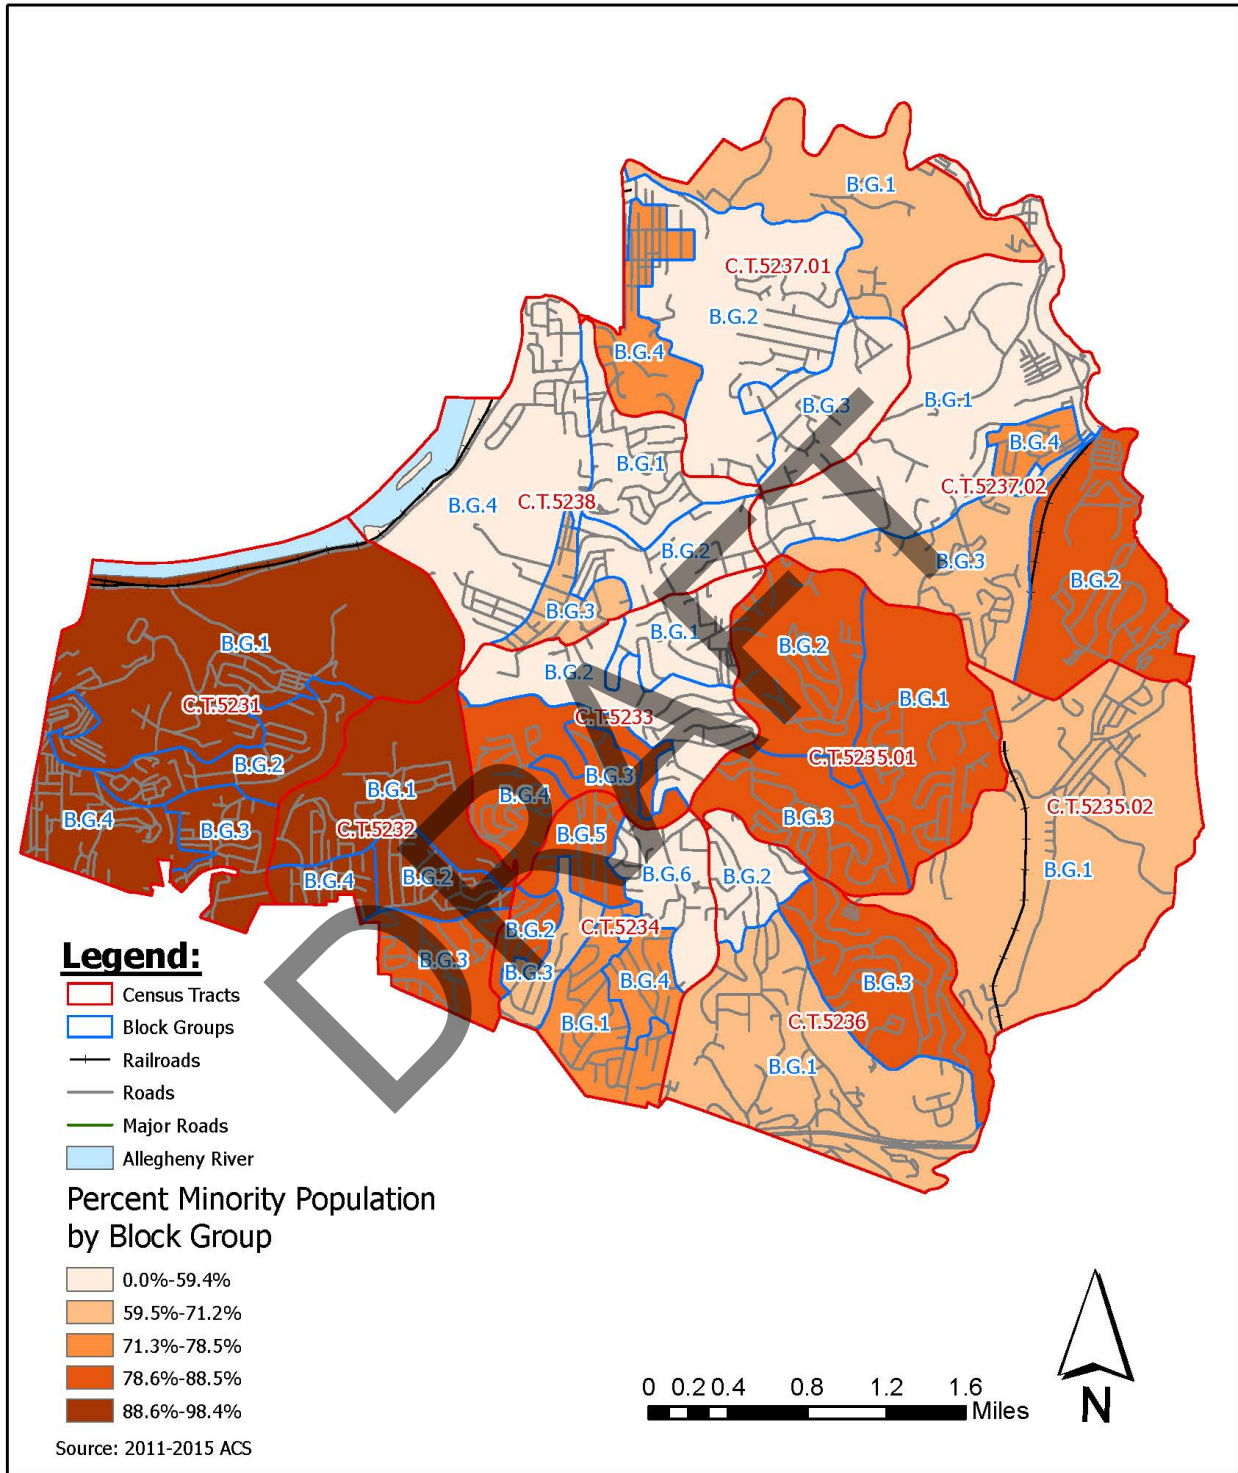 B.G.1
C.T.5237.01
B.G.2
B.G.4
B.G.3
B.G.1
B.G.4
B.G.1
C.T.5237.02
B.G.4
C.T.5238
B.G.2
B.G.3
B.G.2
B.G.3
B.G.1
B.G.2
B.G.1
B.G.2
B.G.1
C.T.5231
C.T.5233
C.T.5235.01
B.G.2
B.G.3
B.G.1
B.G.4
C.T.5235.02
B.G.4
B.G.3
C.T.5232
B.G.5
B.G.3
B.G.4
B.G.2
B.G.6
B.G.2
B.G.1
B.G.2
C.T.5234
B.G.3
B.G.3
B.G.4
B.G.3
B.G.1
C.T.5236
B.G.1
DRAFT
Legend:
Census Tracts
Block Groups
Railroads
Roads
Major Roads
Allegheny River
Percent Minority Population
by Block Group
0.0%-59.4%
59.5%-71.2%
71.3%-78.5%
78.6%-88.5%
88.6%-98.4%
Source: 2011-2015 ACS
0 0.2 0.4 0.8 1.2 1.6
Miles
N